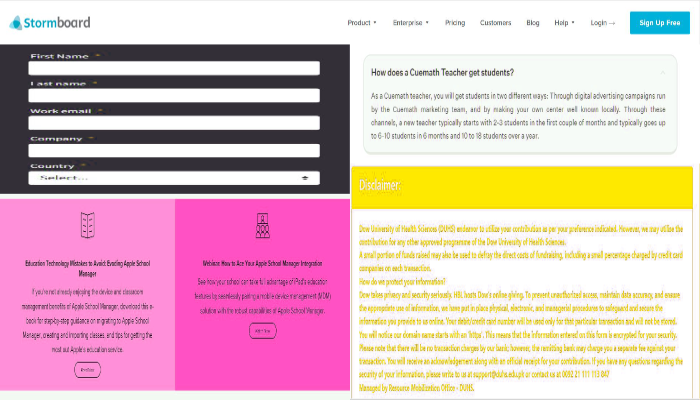 Stormboard
Product Enterprise Pricing Customers Blog Help Login → Sign Up Free
First Name *
Last name *
Work email *
Company *
Country *
Select...
How does a Cuemath Teacher get students?
As a Cuemath teacher, you will get students in two different ways: Through digital advertising campaigns run
by the Cuemath marketing team, and by making your own center well known locally. Through these
channels, a new teacher typically starts with 2-3 students in the first couple of months and typically goes up
to 6-10 students in 6 months and 10 to 18 students over a year.
Education Technology Mistakes to Avoid: Evading Apple School
Manager
If you're not already enjoying the device and classroom
management benefits of Apple School Manager, download this e-
book for step-by-step guidance on migrating to Apple School
Manager, creating and importing classes, and tips for getting the
most out Apple's education service.
Webinar: How to Ace Your Apple School Manager Integration
See how your school can take full advantage of iPad's education
features by seamlessly pairing a mobile device management (MDM)
solution with the robust capabilities of Apple School Manager.
Disclaimer
Dow University of Health Sciences (DUHS) endeavor to utilize your contribution as per your preference indicated. However, we may utilize the
contribution for any other approved programme of the Dow University of Health Sciences.
A small portion of funds raised may also be used to defray the direct costs of fundraising, including a small percentage charged by credit card
companies on each transaction.
How do we protect your information?
Dow takes privacy and security seriously. HBL hosts Dow's online giving. To prevent unauthorized access, maintain data accuracy, and ensure
the appropriate use of information, we have put in place physical, electronic, and managerial procedures to safeguard and secure the
information you provide to us online. Your debit/credit card number will be used only for that particular transaction and will not be stored.
You will notice our domain name starts with an 'https'. This means that the information entered on this form is encrypted for your security.
Please note that there will be no transaction charges by our bank; however, the remitting bank may charge you a separate fee against your
transaction. You will receive an acknowledgement along with an official receipt for your contribution. If you have any questions regarding the
security of your information, please write to us at support@duhs.edu.pk or contact us at 0092 21 111 113 847
Managed by Resource Mobilization Office - DUHS.